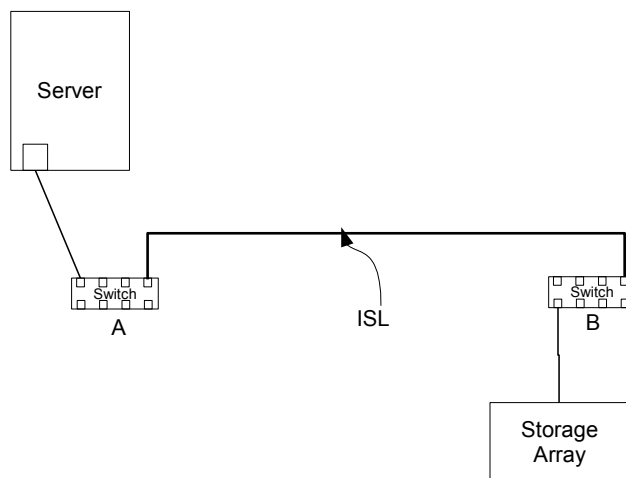 Server
Switch
A
ISL
Switch
B
Storage
Array